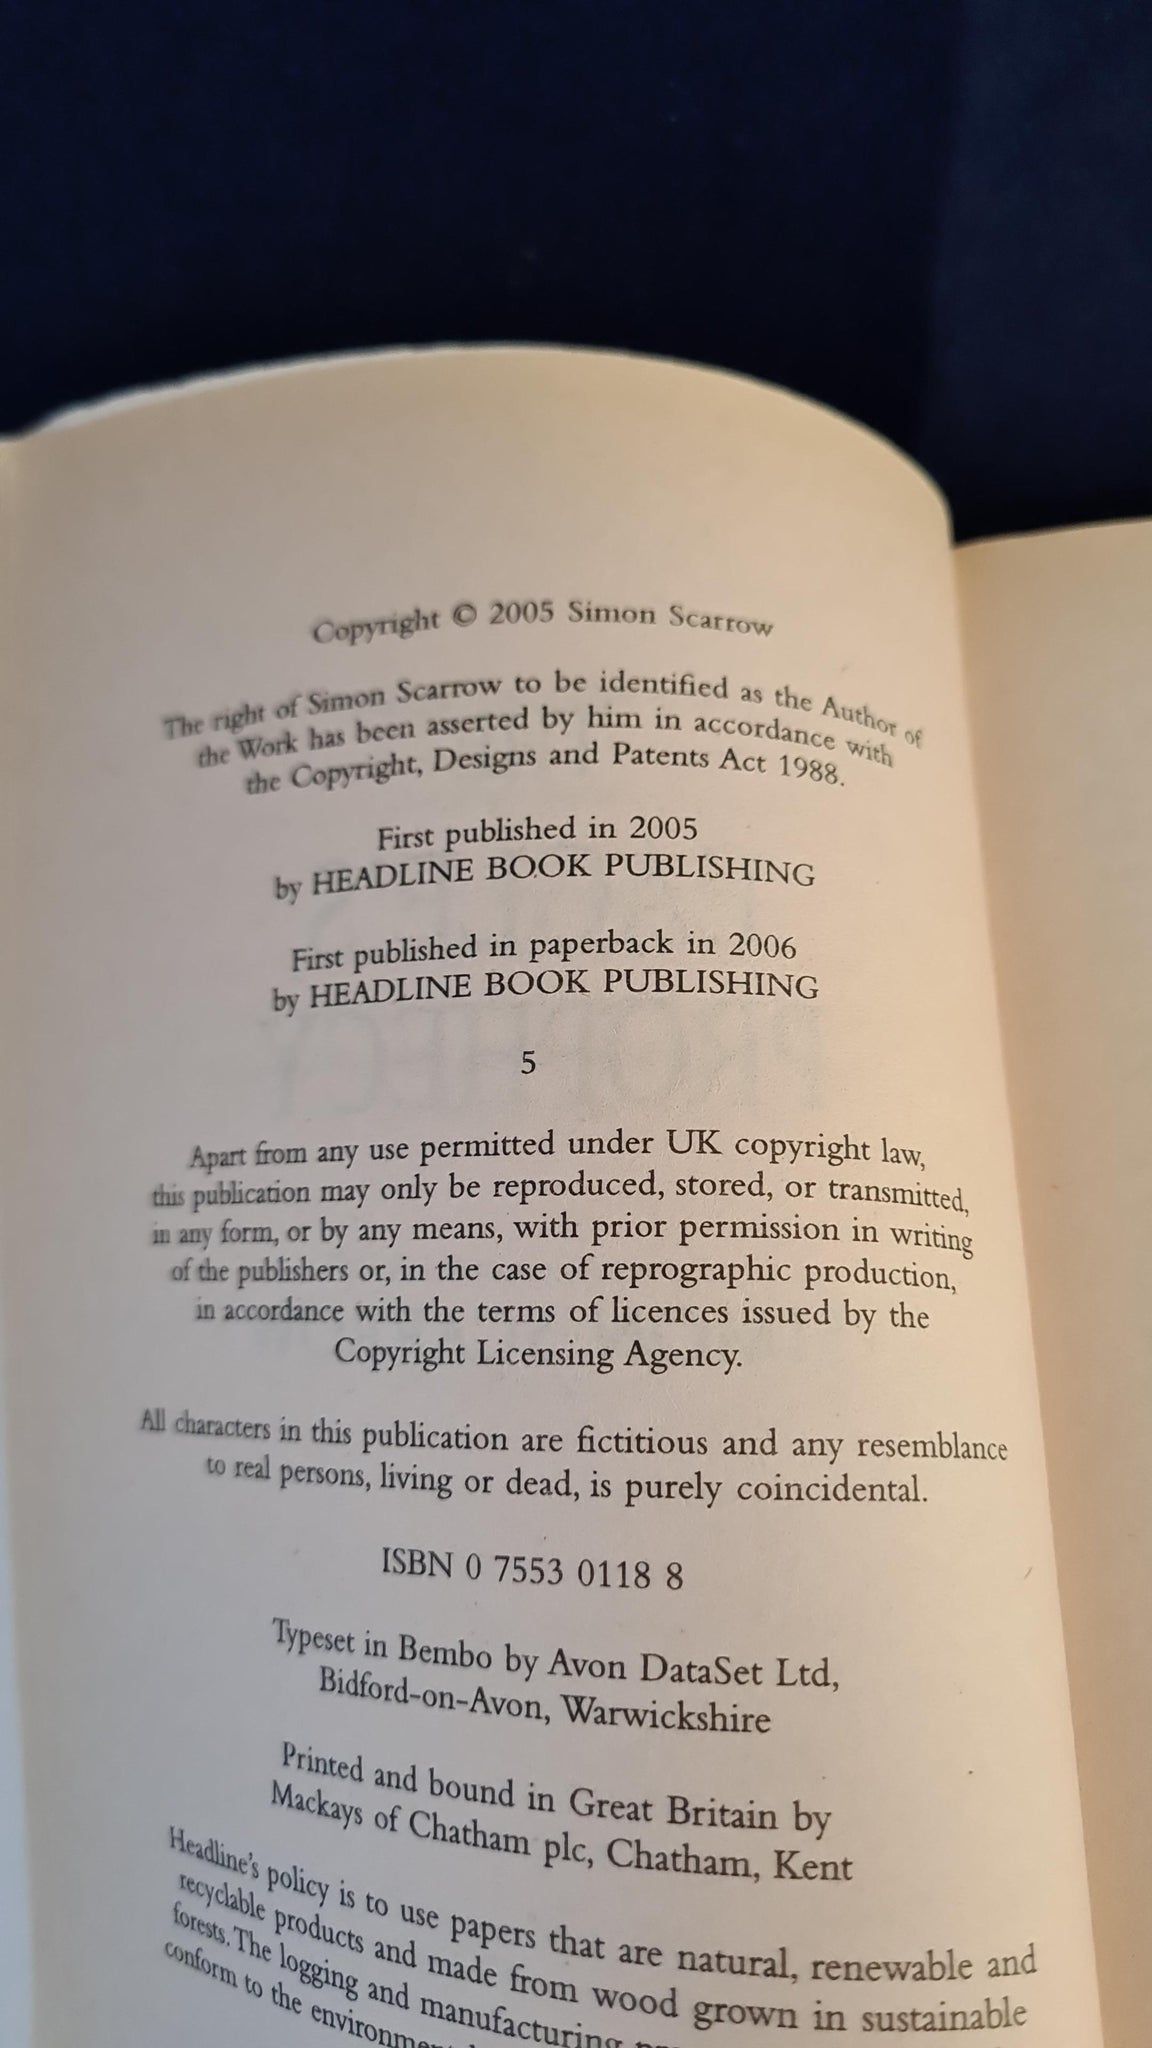 Copyright © 2005 Simon Scarrow
The right of Simon Scarrow to be identified as the Author of
the Work has been asserted by him in accordance with
the Copyright, Designs and Patents Act 1988.
First published in 2005
by HEADLINE BOOK PUBLISHING
First published in paperback in 2006
by HEADLINE BOOK PUBLISHING
5
Apart from any use permitted under UK copyright law,
this publication may only be reproduced, stored, or transmitted,
in any form, or by any means, with prior permission in writing
of the publishers or, in the case of reprographic production,
in accordance with the terms of licences issued by the
Copyright Licensing Agency.
All characters in this publication are fictitious and any resemblance
to real persons, living or dead, is purely coincidental.
ISBN 0 7553 0118 8
Typeset in Bembo by Avon DataSet Ltd,
Bidford-on-Avon, Warwickshire
Printed and bound in Great Britain by
Mackays of Chatham plc, Chatham, Kent
Headline's policy is to use papers that are natural, renewable and
recyclable products and made from wood grown in sustainable
forests. The logging and manufacturing
conform to the